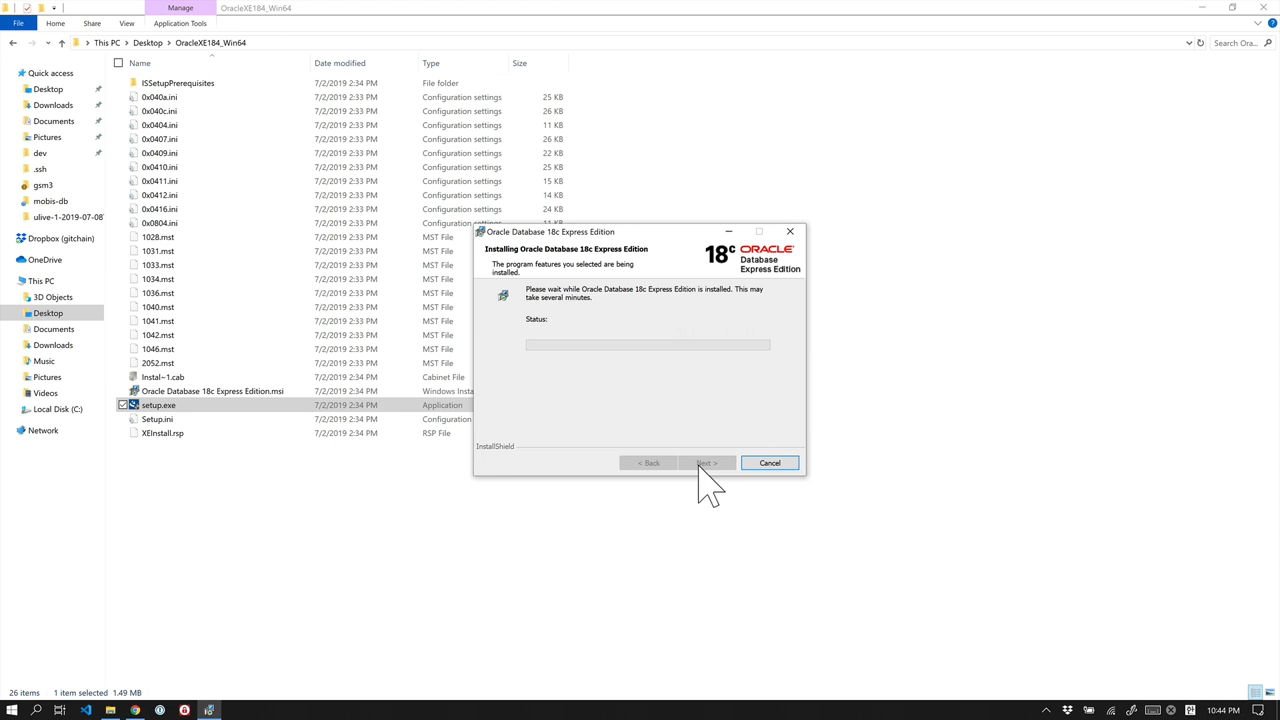 Manage
OracleXE184_Win64
File
Home
Share
View
Application Tools
This PC
Desktop
OracleXE184_Win64
Search Ora...
Name
Date modified
Type
Size
Quick access
Desktop
Downloads
Documents
Pictures
dev
.ssh
gsm3
mobis-db
ulive-1-2019-07-08
Dropbox (gitchain)
OneDrive
This PC
3D Objects
Desktop
Documents
Downloads
Music
Pictures
Videos
Local Disk (C:)
Network
ISSetupPrerequisites 7/2/2019 2:34 PM File folder
0x040a.ini 7/2/2019 2:33 PM Configuration settings 25 KB
0x040c.ini 7/2/2019 2:33 PM Configuration settings 26 KB
0x0404.ini 7/2/2019 2:33 PM Configuration settings 11 KB
0x0407.ini 7/2/2019 2:33 PM Configuration settings 26 KB
0x0409.ini 7/2/2019 2:33 PM Configuration settings 22 KB
0x0410.ini 7/2/2019 2:33 PM Configuration settings 25 KB
0x0411.ini 7/2/2019 2:33 PM Configuration settings 15 KB
0x0412.ini 7/2/2019 2:33 PM Configuration settings 14 KB
0x0416.ini 7/2/2019 2:33 PM Configuration settings 24 KB
0x0804.ini 7/2/2019 2:33 PM Configuration settings 11 KB
1028.mst 7/2/2019 2:34 PM MST File
1031.mst 7/2/2019 2:34 PM MST File
1033.mst 7/2/2019 2:34 PM MST File
1034.mst 7/2/2019 2:34 PM MST File
1036.mst 7/2/2019 2:34 PM MST File
1040.mst 7/2/2019 2:34 PM MST File
1041.mst 7/2/2019 2:34 PM MST File
1042.mst 7/2/2019 2:34 PM MST File
1046.mst 7/2/2019 2:34 PM MST File
2052.mst 7/2/2019 2:34 PM MST File
Instal~1.cab 7/2/2019 2:34 PM Cabinet File
Oracle Database 18c Express Edition.msi 7/2/2019 2:34 PM Windows Insta
setup.exe 7/2/2019 2:34 PM Application
Setup.ini 7/2/2019 2:34 PM Configuration
XEInstall.rsp 7/2/2019 2:34 PM RSP File
Oracle Database 18c Express Edition
Installing Oracle Database 18c Express Edition
The program features you selected are being
installed.
18c ORACLE
Database
Express Edition
Please wait while Oracle Database 18c Express Edition is installed. This may
take several minutes.
Status:
InstallShield
< Back
Next >
Cancel
26 items
1 item selected 1.49 MB
10:44 PM